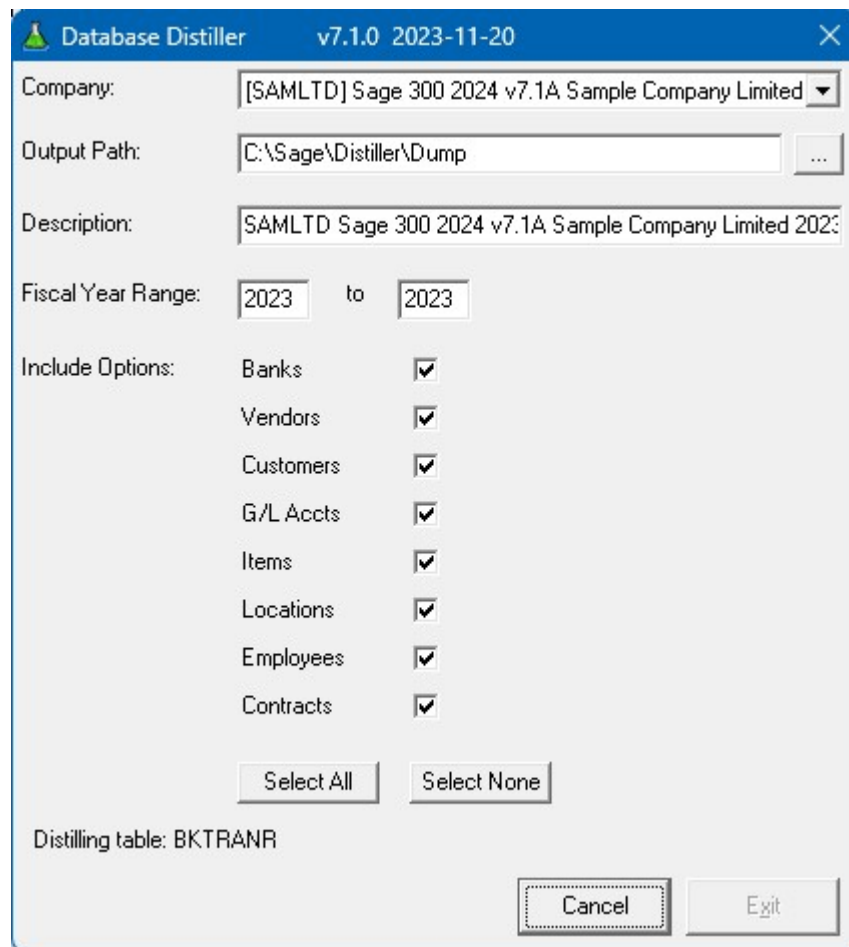 Database Distiller v7.1.0 2023-11-20
Company: [SAMLTD] Sage 300 2024 v7.1A Sample Company Limited
Output Path: C:\Sage\Distiller\Dump ...
Description: SAMLTD Sage 300 2024 v7.1A Sample Company Limited 2023
Fiscal Year Range: 2023 to 2023
Include Options: Banks
Vendors
Customers
G/L Accts
Items
Locations
Employees
Contracts
Select All Select None
Distilling table: BKTRANR
Cancel Exit